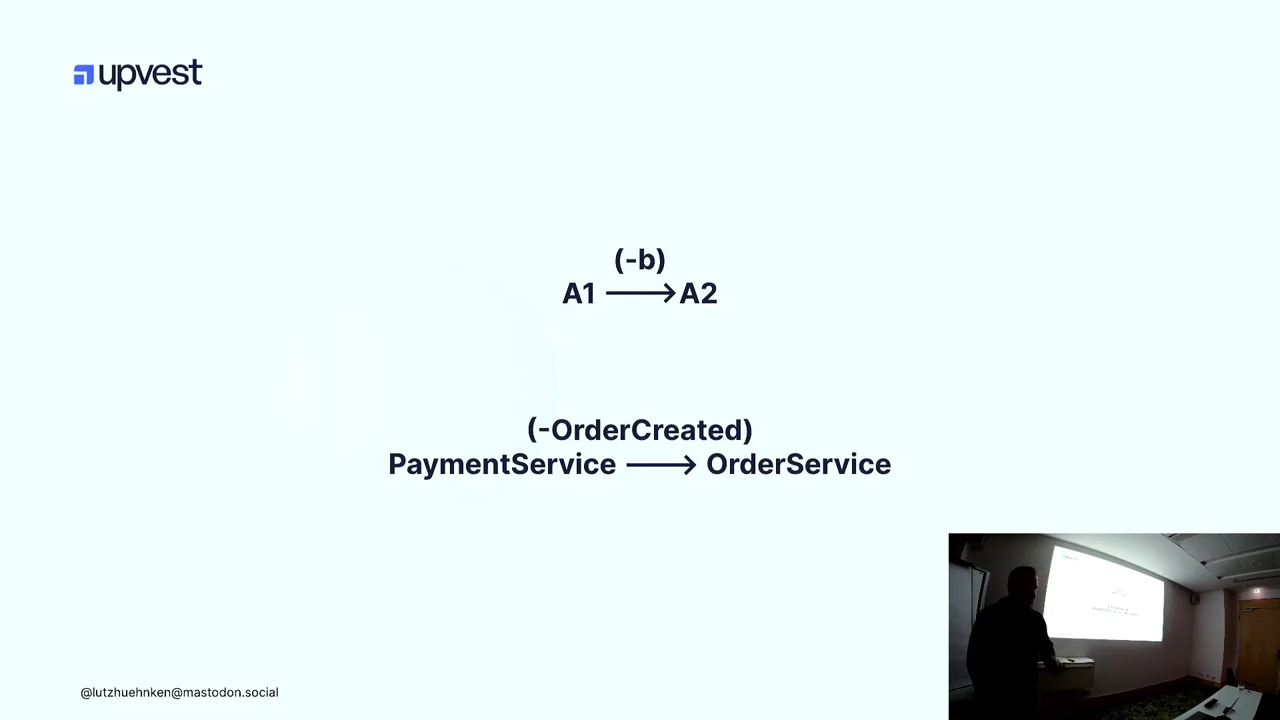 upvest
(-b)
A1 ⟶ A2
(-OrderCreated)
PaymentService ⟶ OrderService
@lutzhuehnken@mastodon.social